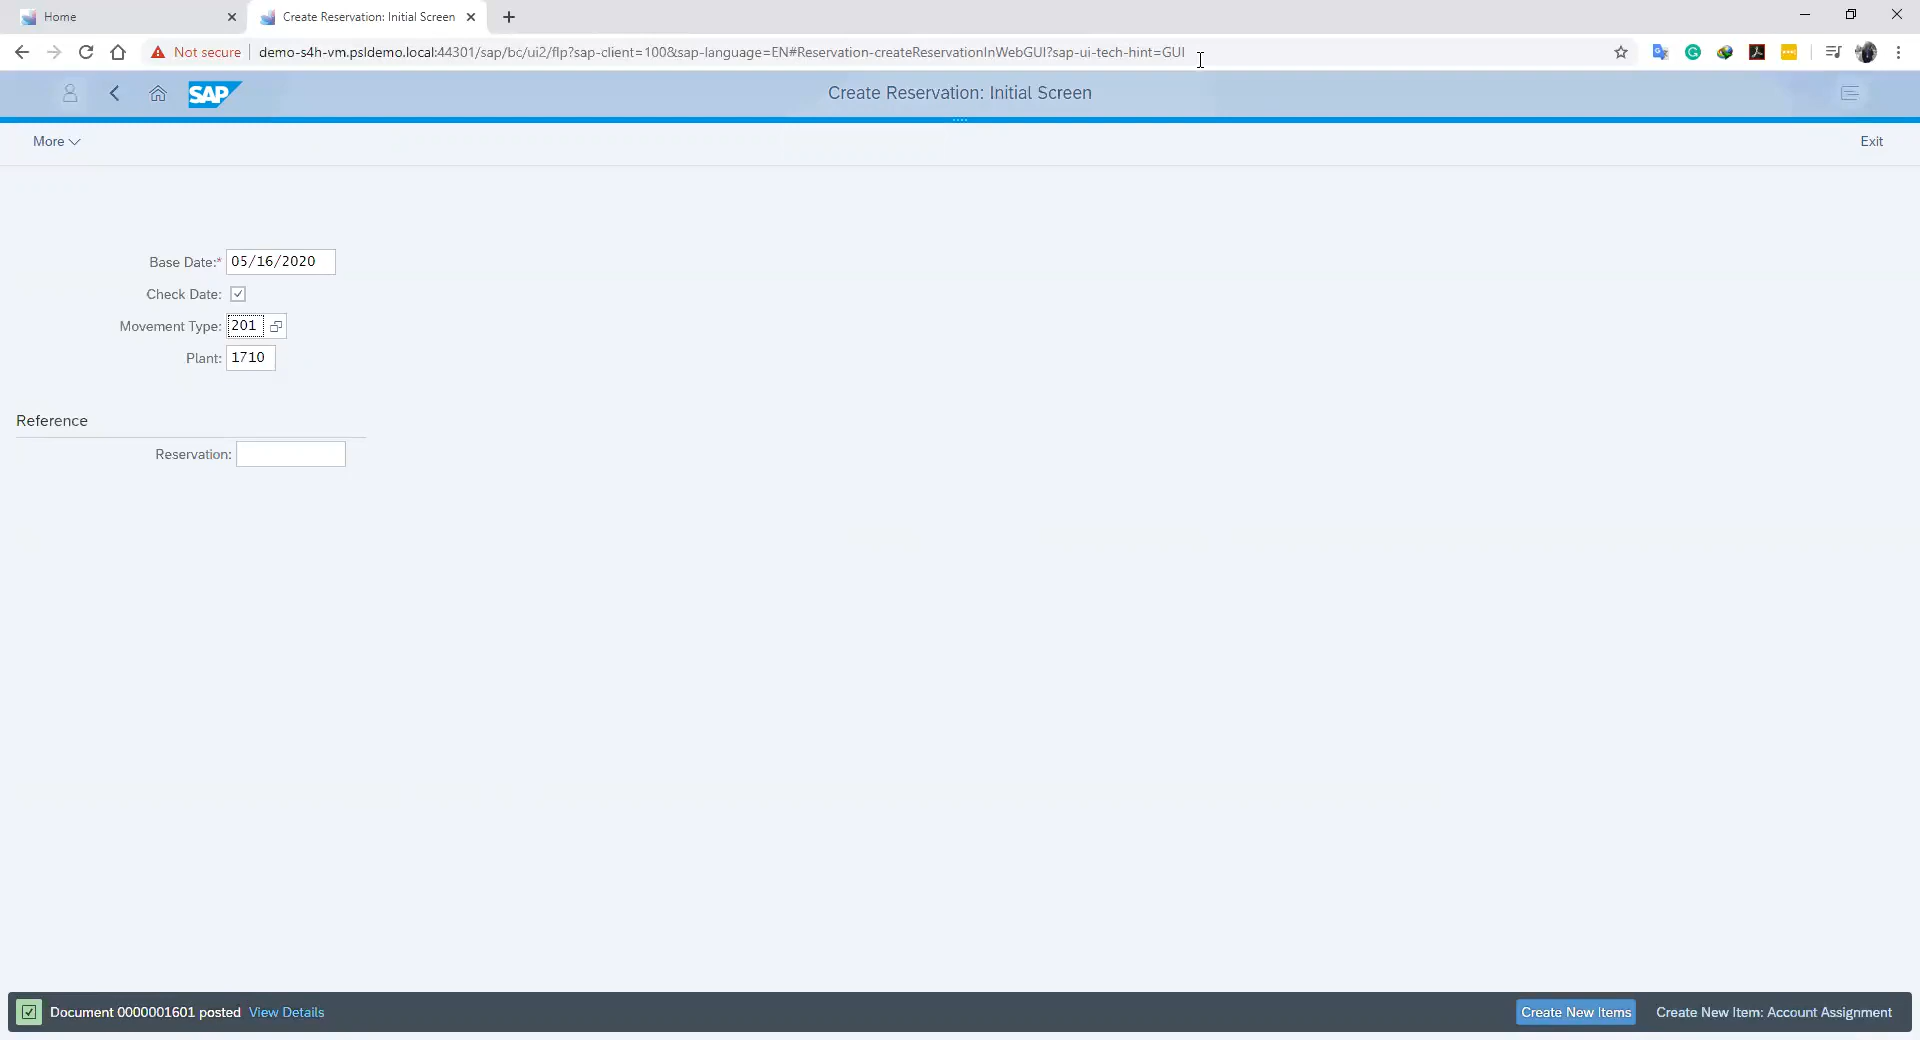 Home
Create Reservation: Initial Screen
Not secure
demo-s4h-vm.psldemo.local:44301/sap/bc/ui2/flp?sap-client=100&sap-language=EN#Reservation-createReservationInWebGUI?sap-ui-tech-hint=GUI
SAP
Create Reservation: Initial Screen
More
Exit
Base Date:* 05/16/2020
Check Date:
Movement Type: 201
Plant: 1710
Reference
Reservation:
Document 0000001601 posted View Details
Create New Items
Create New Item: Account Assignment